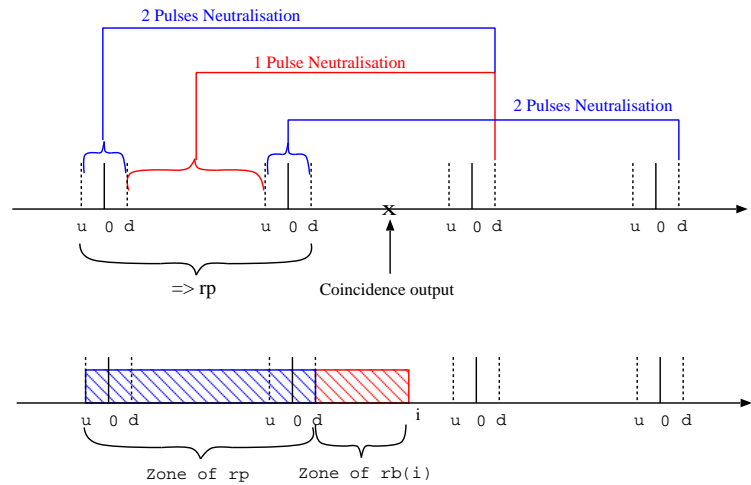 2 Pulses Neutralisation
1 Pulse Neutralisation
2 Pulses Neutralisation
x
u 0 d u 0 d u 0 d u 0 d
=> rp
Coincidence output
i
u 0 d u 0 d u 0 d u 0 d
Zone of rp Zone of rb(i)